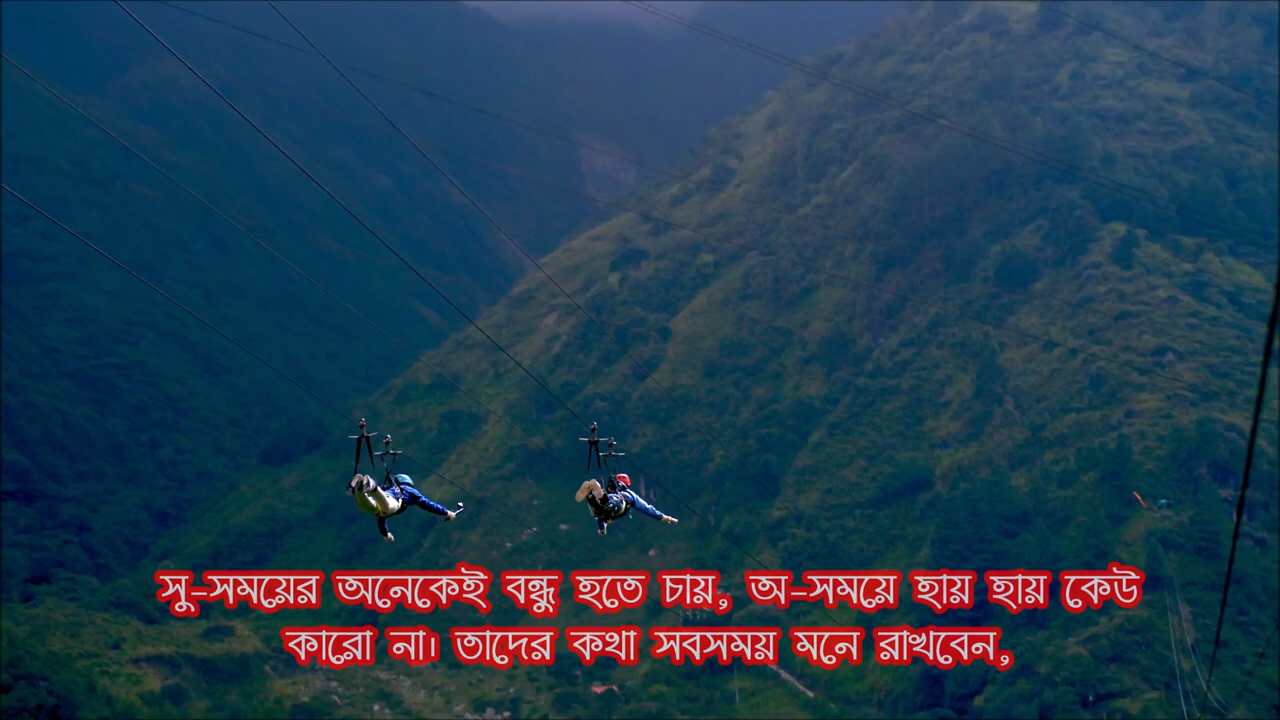 সু-সময়ের অনেকেই বন্ধু হতে চায়, অ-সময়ে হায় হায় কেউ
কারো না। তাদের কথা সবসময় মনে রাখবেন,